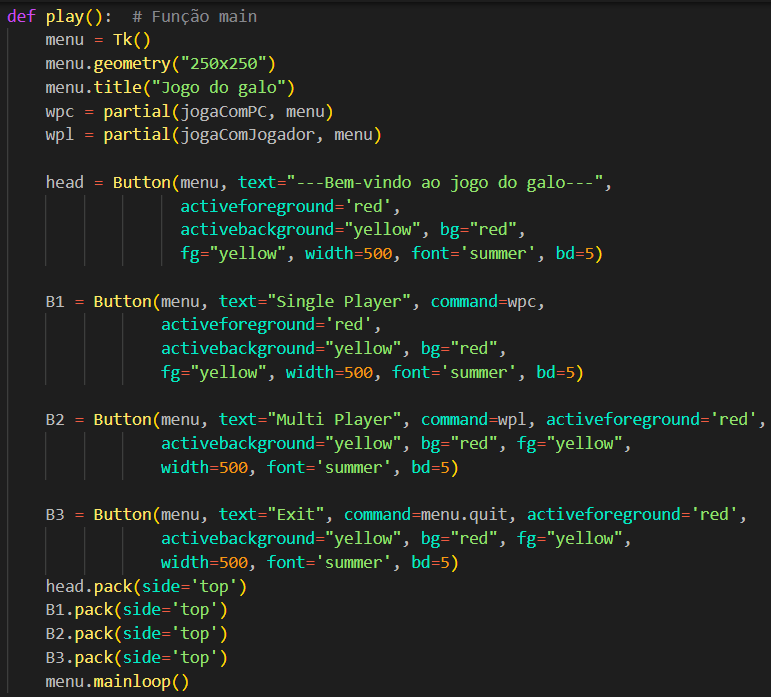 def play():  # Função main
    menu = Tk()
    menu.geometry("250x250")
    menu.title("Jogo do galo")
    wpc = partial(jogaComPC, menu)
    wpl = partial(jogaComJogador, menu)

    head = Button(menu, text="---Bem-vindo ao jogo do galo---",
                  activeforeground='red',
                  activebackground="yellow", bg="red",
                  fg="yellow", width=500, font='summer', bd=5)

    B1 = Button(menu, text="Single Player", command=wpc,
                activeforeground='red',
                activebackground="yellow", bg="red",
                fg="yellow", width=500, font='summer', bd=5)

    B2 = Button(menu, text="Multi Player", command=wpl, activeforeground='red',
                activebackground="yellow", bg="red", fg="yellow",
                width=500, font='summer', bd=5)

    B3 = Button(menu, text="Exit", command=menu.quit, activeforeground='red',
                activebackground="yellow", bg="red", fg="yellow",
                width=500, font='summer', bd=5)
    head.pack(side='top')
    B1.pack(side='top')
    B2.pack(side='top')
    B3.pack(side='top')
    menu.mainloop()